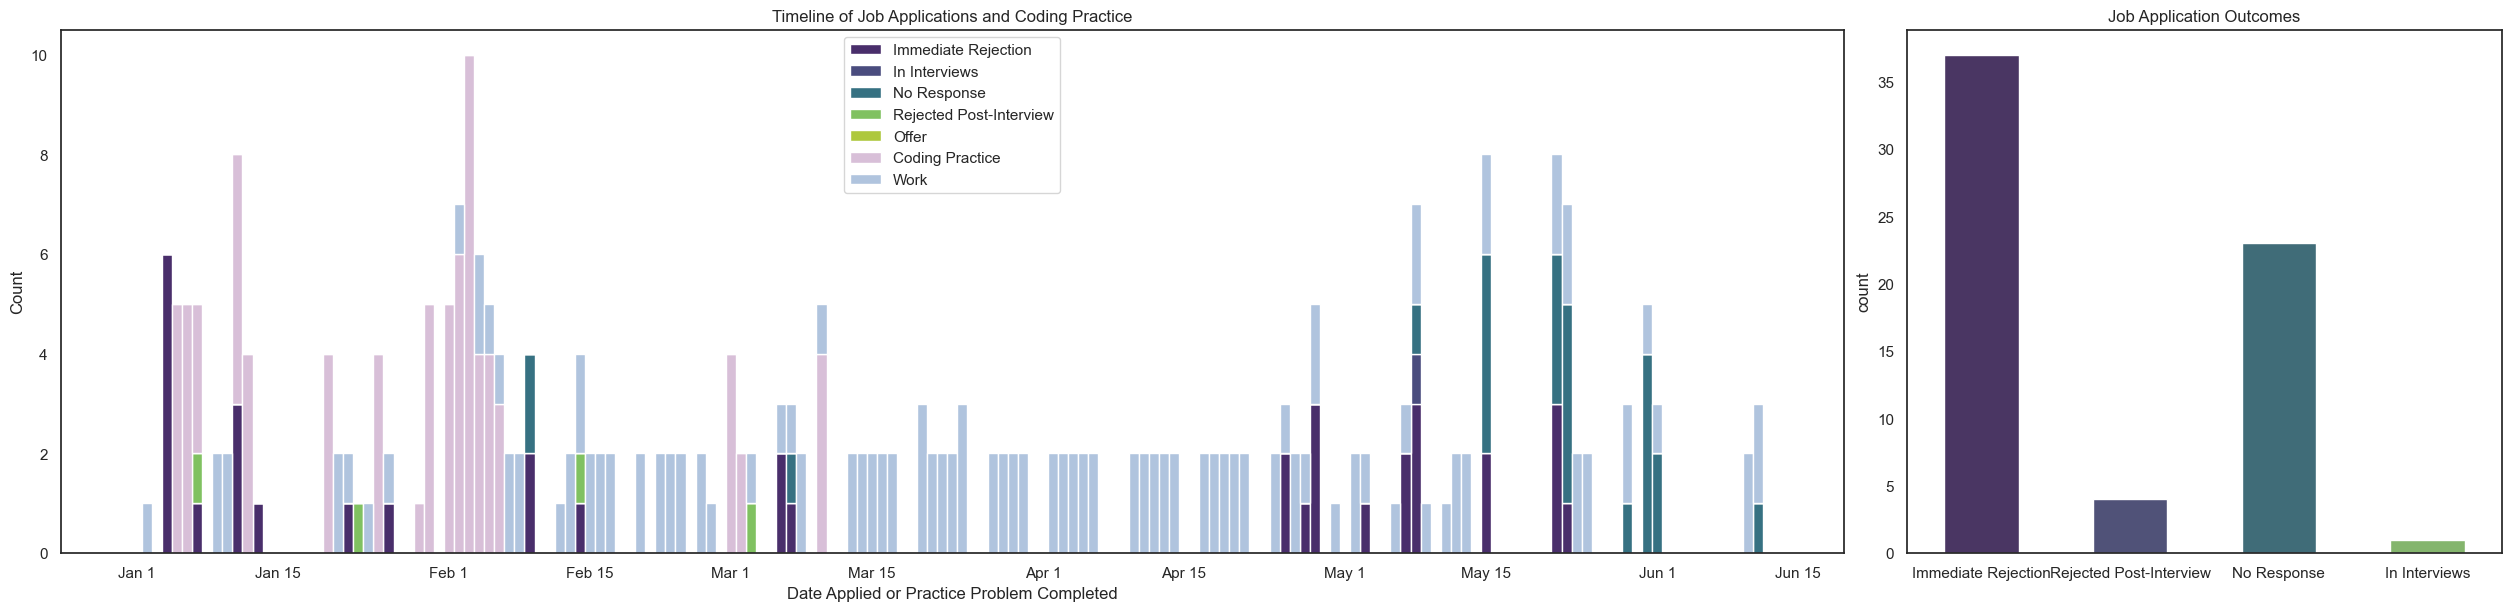 Timeline of Job Applications and Coding Practice
Count
10
8
6
4
2
0
Immediate Rejection
In Interviews
No Response
Rejected Post-Interview
Offer
Coding Practice
Work
Jan 1 Jan 15 Feb 1 Feb 15 Mar 1 Mar 15 Apr 1 Apr 15 May 1 May 15 Jun 1 Jun 15
Date Applied or Practice Problem Completed
Job Application Outcomes
count
35
30
25
20
15
10
5
0
Immediate Rejection Rejected Post-Interview No Response In Interviews